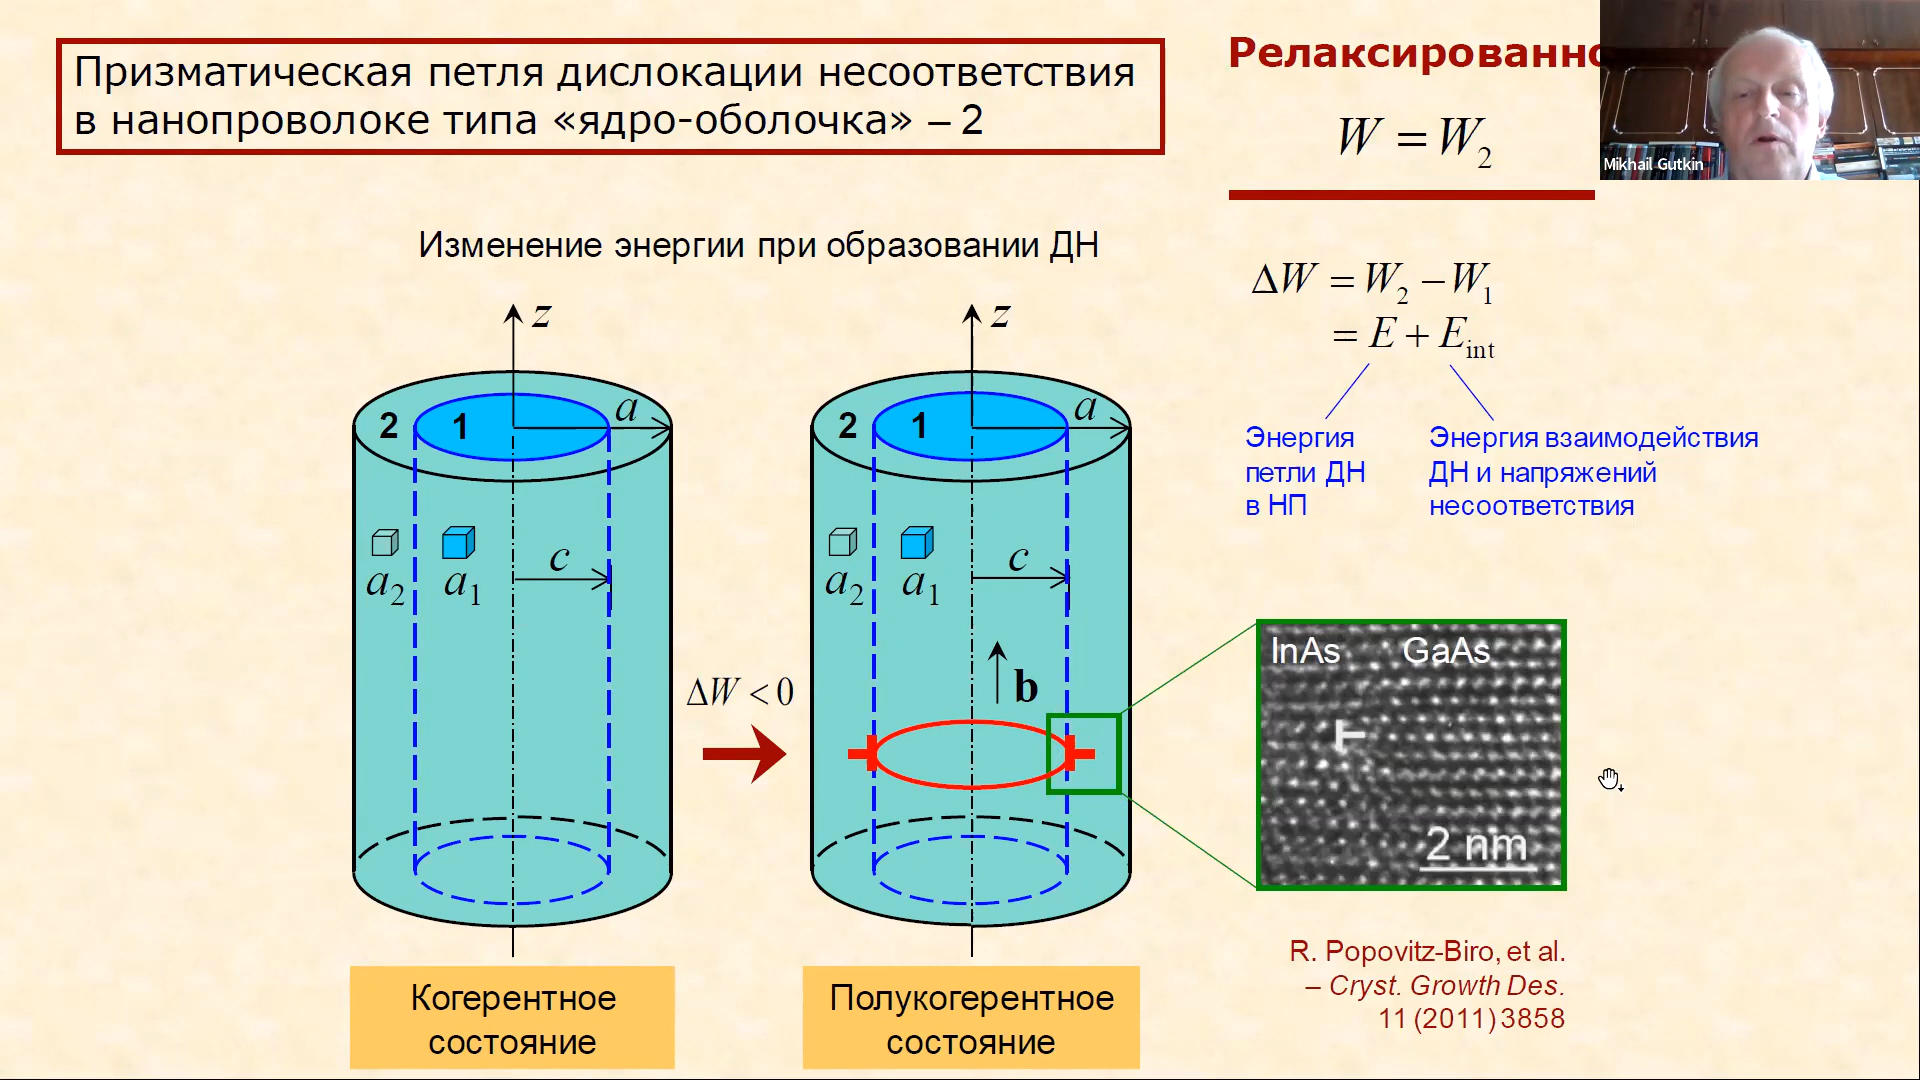 Призматическая петля дислокации несоответствия
в нанопроволоке типа «ядро-оболочка» – 2
Релаксированно
W = W₂
Mikhail Gutkin
Изменение энергии при образовании ДН
ΔW = W₂ – W₁
= E + E_int
Энергия
петли ДН
в НП
Энергия взаимодействия
ДН и напряжений
несоответствия
z
2
1
a
a₂
a₁
c
ΔW < 0
z
2
1
a
a₂
a₁
c
b
InAs
GaAs
2 nm
R. Popovitz-Biro, et al.
– Cryst. Growth Des.
11 (2011) 3858
Когерентное
состояние
Полукогерентное
состояние